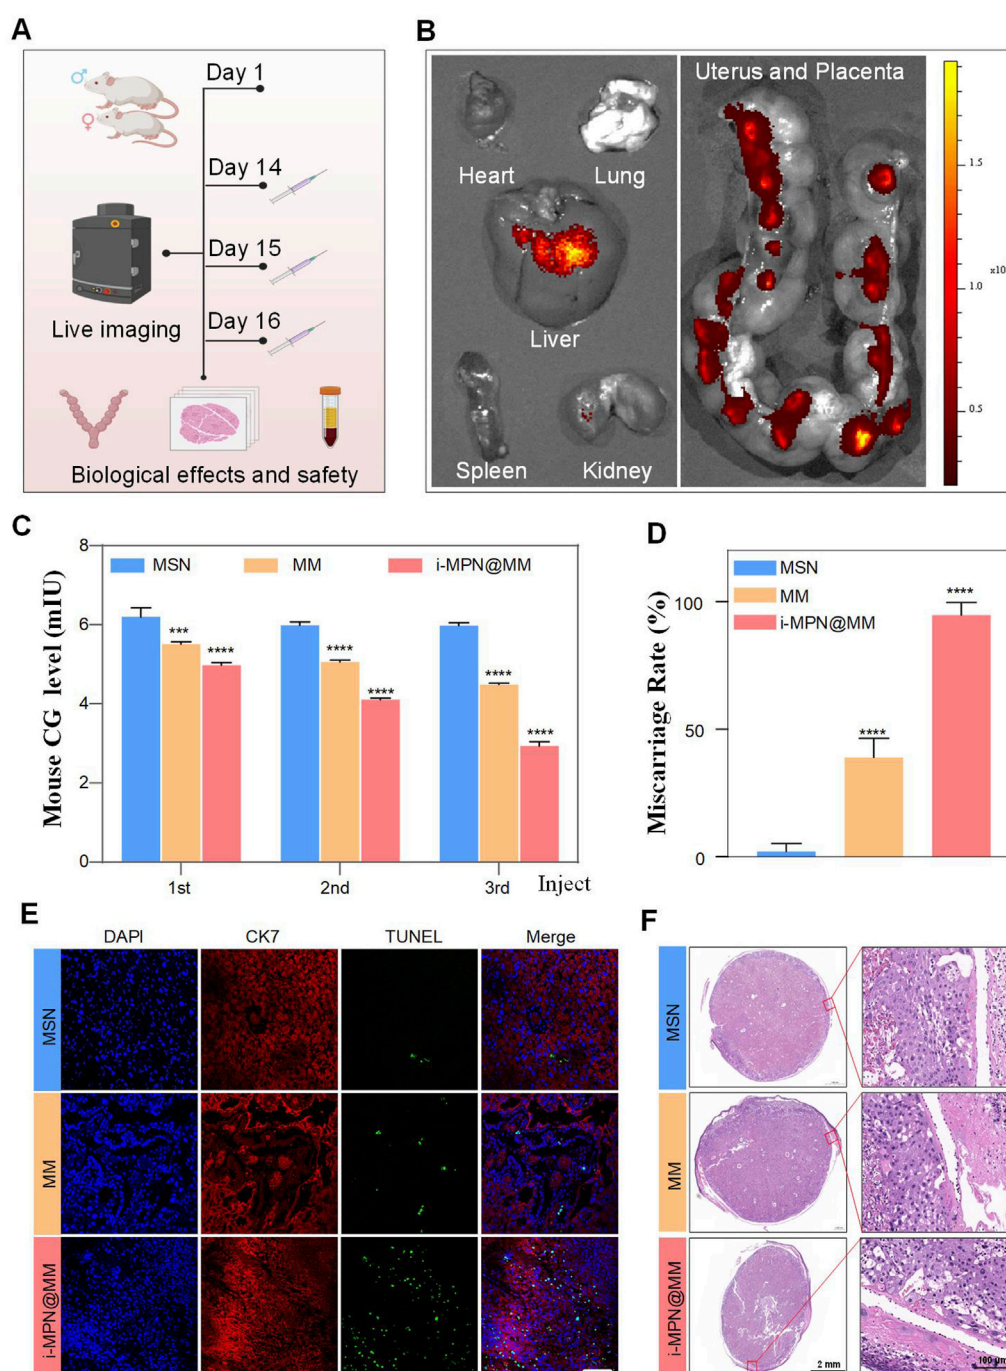 A
Day 1
Day 14
Day 15
Day 16
Live imaging
Biological effects and safety
B
Heart
Lung
Liver
Spleen
Kidney
Uterus and Placenta
1.5
1.0
x10
0.5
C
Mouse CG level (mIU)
8
6
4
2
0
MSN
MM
i-MPN@MM
***
****
****
****
****
****
1st
2nd
3rd
Inject
D
Miscarriage Rate (%)
100
50
0
MSN
MM
i-MPN@MM
****
****
E
DAPI
CK7
TUNEL
Merge
MSN
MM
i-MPN@MM
F
MSN
MM
i-MPN@MM
2 mm
100 μm